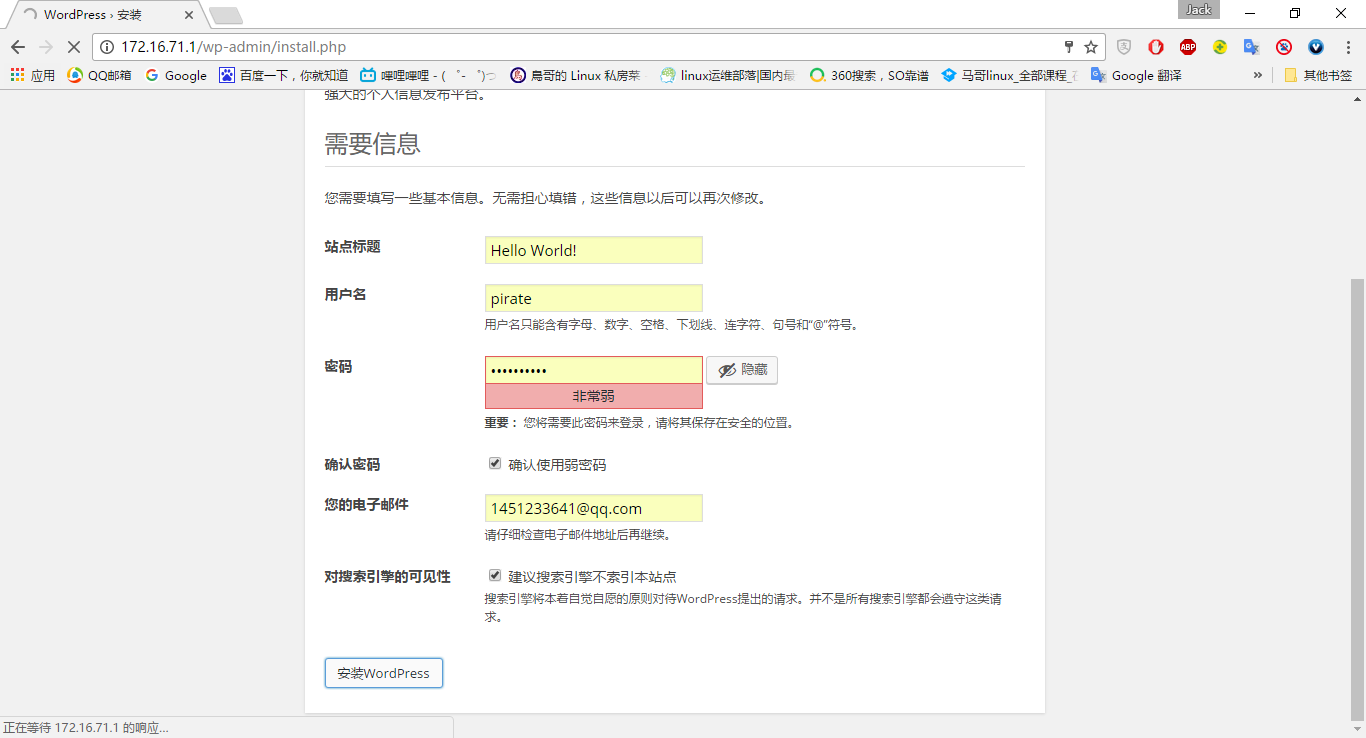 WordPress › 安装
Jack
172.16.71.1/wp-admin/install.php
应用 QQ邮箱 Google 百度一下，你就知道 哔哩哔哩 - ( ゜- ゜)つ 鳥哥的 Linux 私房菜 linux运维部落|国内最 360搜索，SO靠谱 马哥linux_全部课程_ Google 翻译 » 其他书签
强大的个人信息发布平台。
需要信息
您需要填写一些基本信息。无需担心填错，这些信息以后可以再次修改。
站点标题 Hello World!
用户名 pirate
用户名只能含有字母、数字、空格、下划线、连字符、句号和“@”符号。
密码 •••••••••• 隐藏
非常弱
重要： 您将需要此密码来登录，请将其保存在安全的位置。
确认密码 确认使用弱密码
您的电子邮件 1451233641@qq.com
请仔细检查电子邮件地址后再继续。
对搜索引擎的可见性 建议搜索引擎不索引本站点
搜索引擎将本着自觉自愿的原则对待WordPress提出的请求。并不是所有搜索引擎都会遵守这类请
求。
安装WordPress
正在等待 172.16.71.1 的响应...